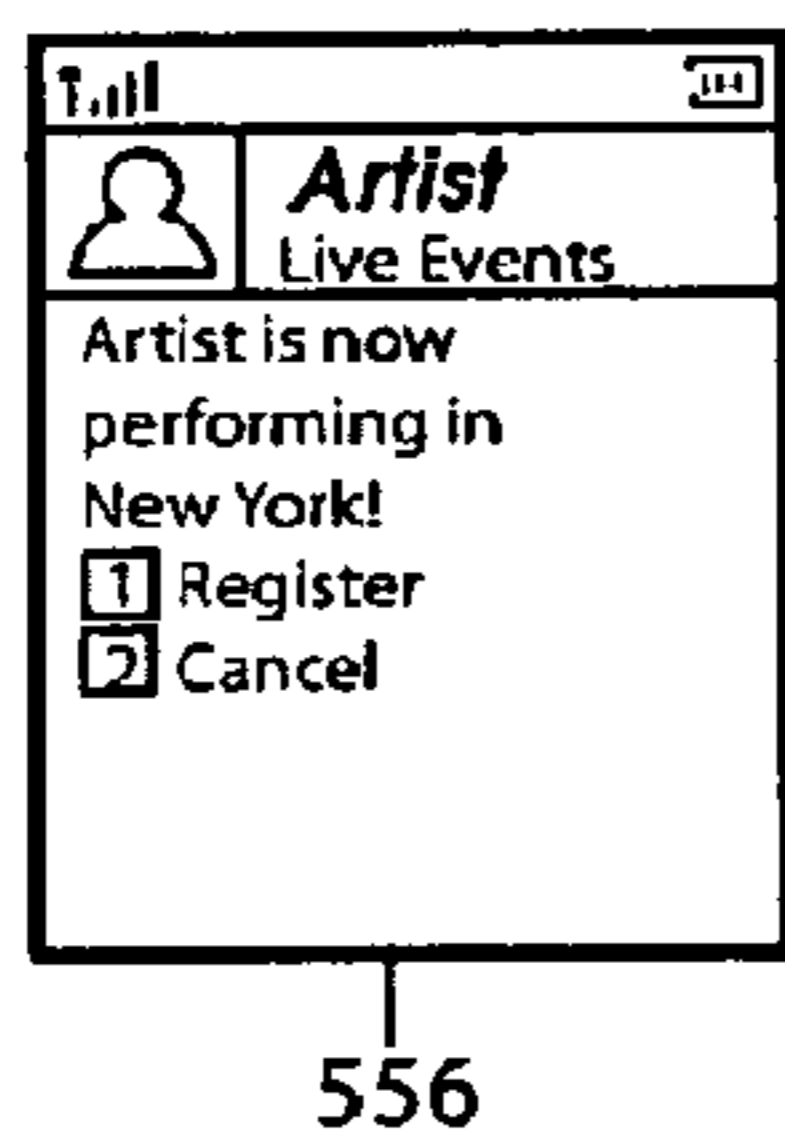 Artist
Live Events
Artist is now
performing in
New York!
1 Register
2 Cancel
556